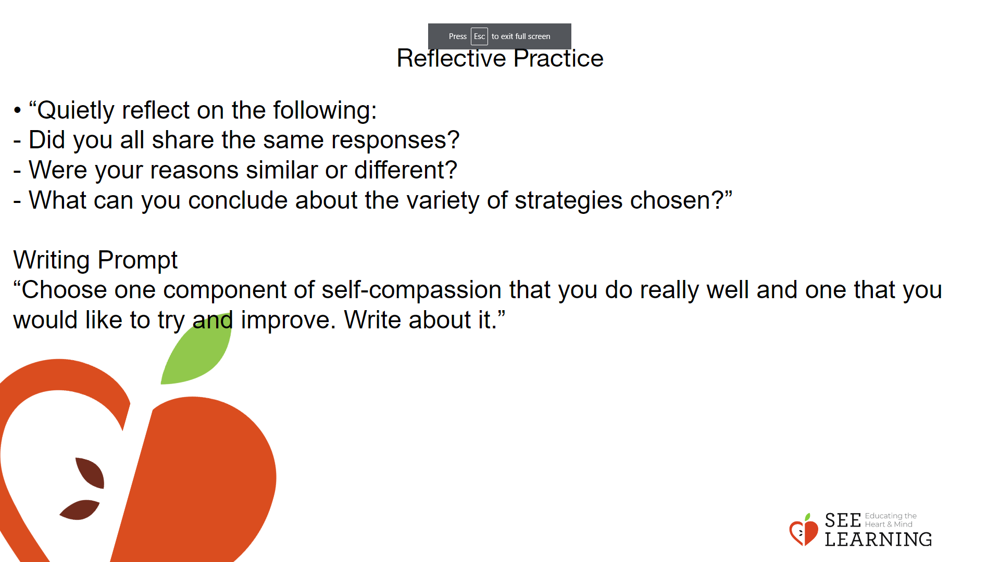 Press Esc to exit full screen
Reflective Practice
• “Quietly reflect on the following:
- Did you all share the same responses?
- Were your reasons similar or different?
- What can you conclude about the variety of strategies chosen?”
Writing Prompt
“Choose one component of self-compassion that you do really well and one that you
would like to try and improve. Write about it.”
SEE Educating the
Heart & Mind
LEARNING